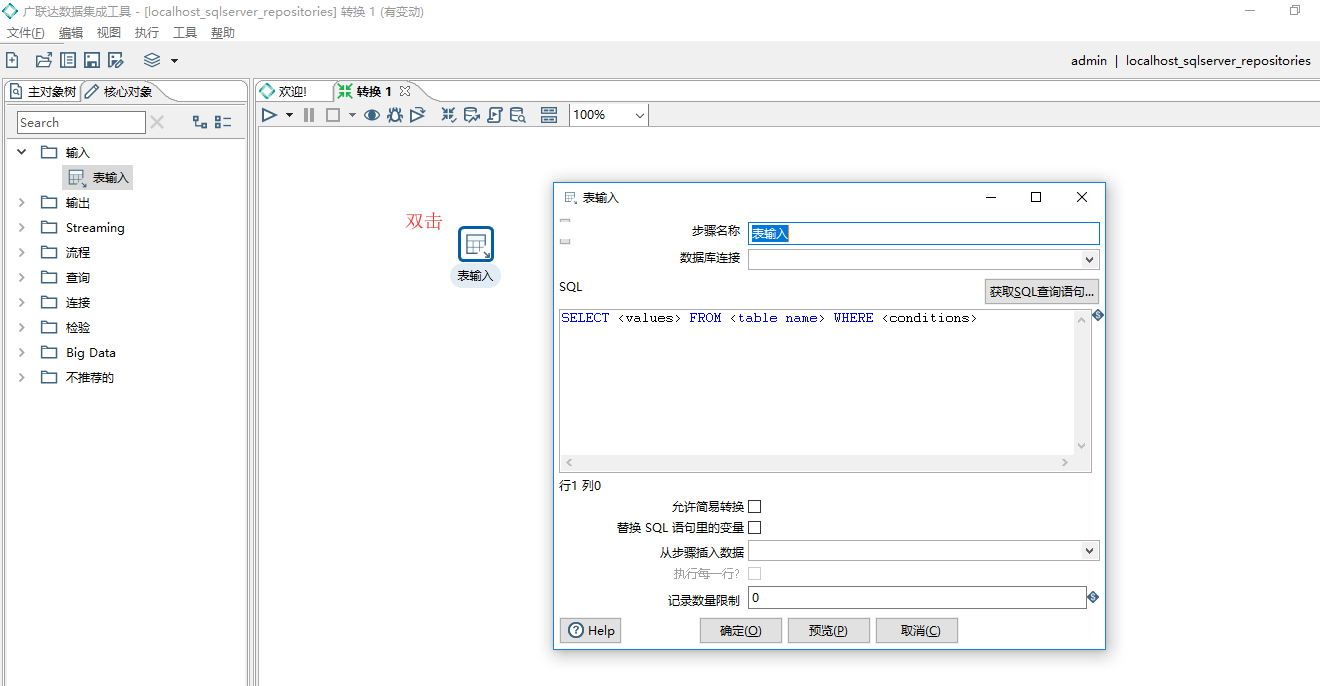 广联达数据集成工具 - [localhost_sqlserver_repositories] 转换 1 (有变动)
文件(F) 编辑 视图 执行 工具 帮助
admin | localhost_sqlserver_repositories
主对象树 核心对象
欢迎! 转换 1
Search
100%
输入
表输入
输出
Streaming
流程
查询
连接
检验
Big Data
不推荐的
双击
表输入
表输入
步骤名称 表输入
数据库连接
SQL
获取SQL查询语句...
SELECT <values> FROM <table name> WHERE <conditions>
行1 列0
允许简易转换
替换 SQL 语句里的变量
从步骤插入数据
执行每一行?
记录数量限制 0
Help 确定(O) 预览(P) 取消(C)